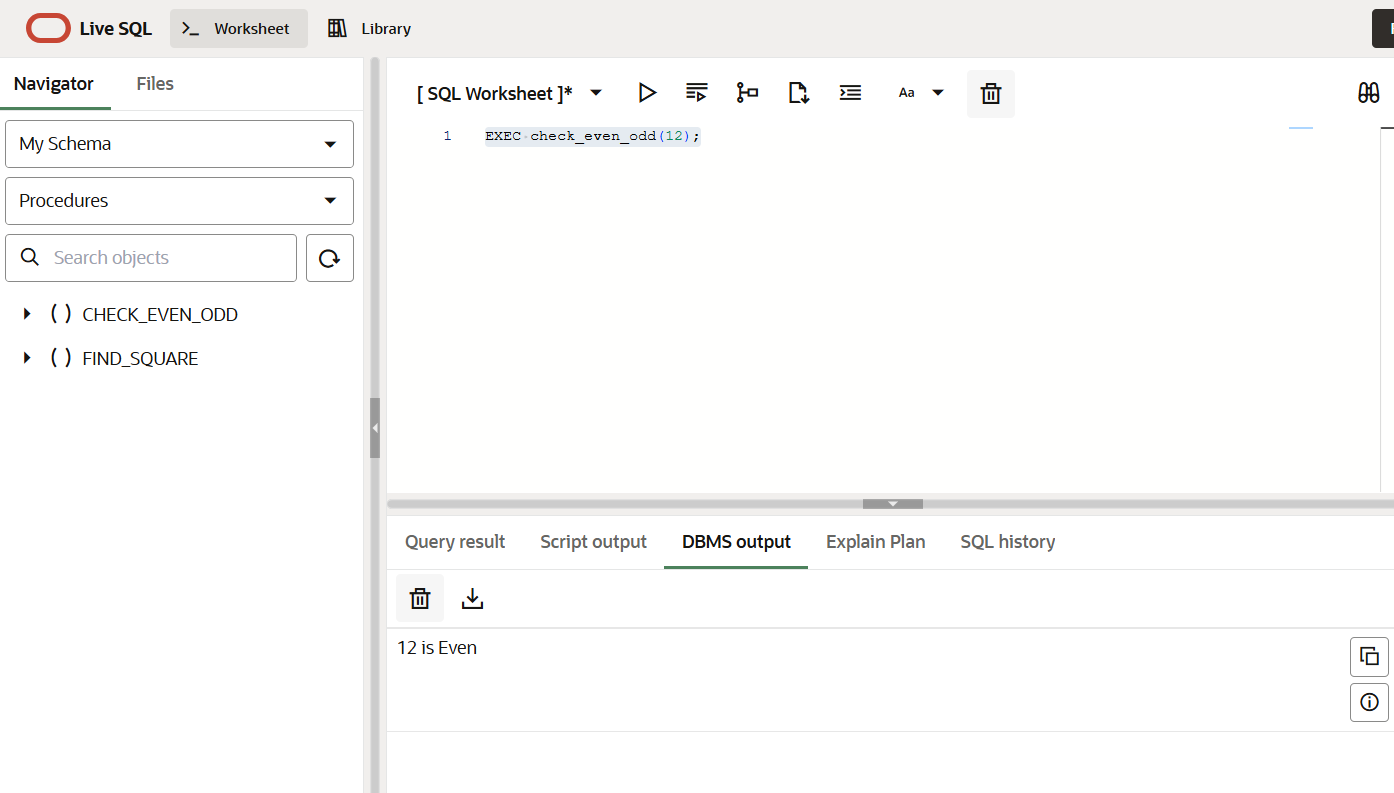 Live SQL
Worksheet
Library
Navigator
Files
[ SQL Worksheet ]*
Aa
My Schema
1 EXEC check_even_odd(12);
Procedures
Search objects
( ) CHECK_EVEN_ODD
( ) FIND_SQUARE
Query result
Script output
DBMS output
Explain Plan
SQL history
12 is Even